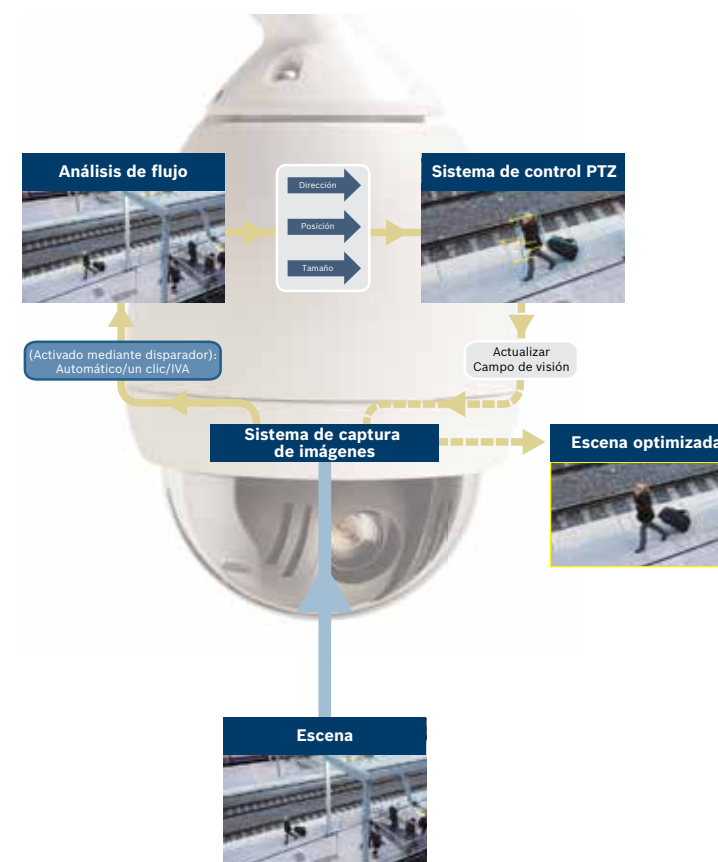 Análisis de flujo
Dirección
Posición
Tamaño
Sistema de control PTZ
(Activado mediante disparador):
Automático/un clic/IVA
Actualizar
Campo de visión
Sistema de captura
de imágenes
Escena optimizada
Escena